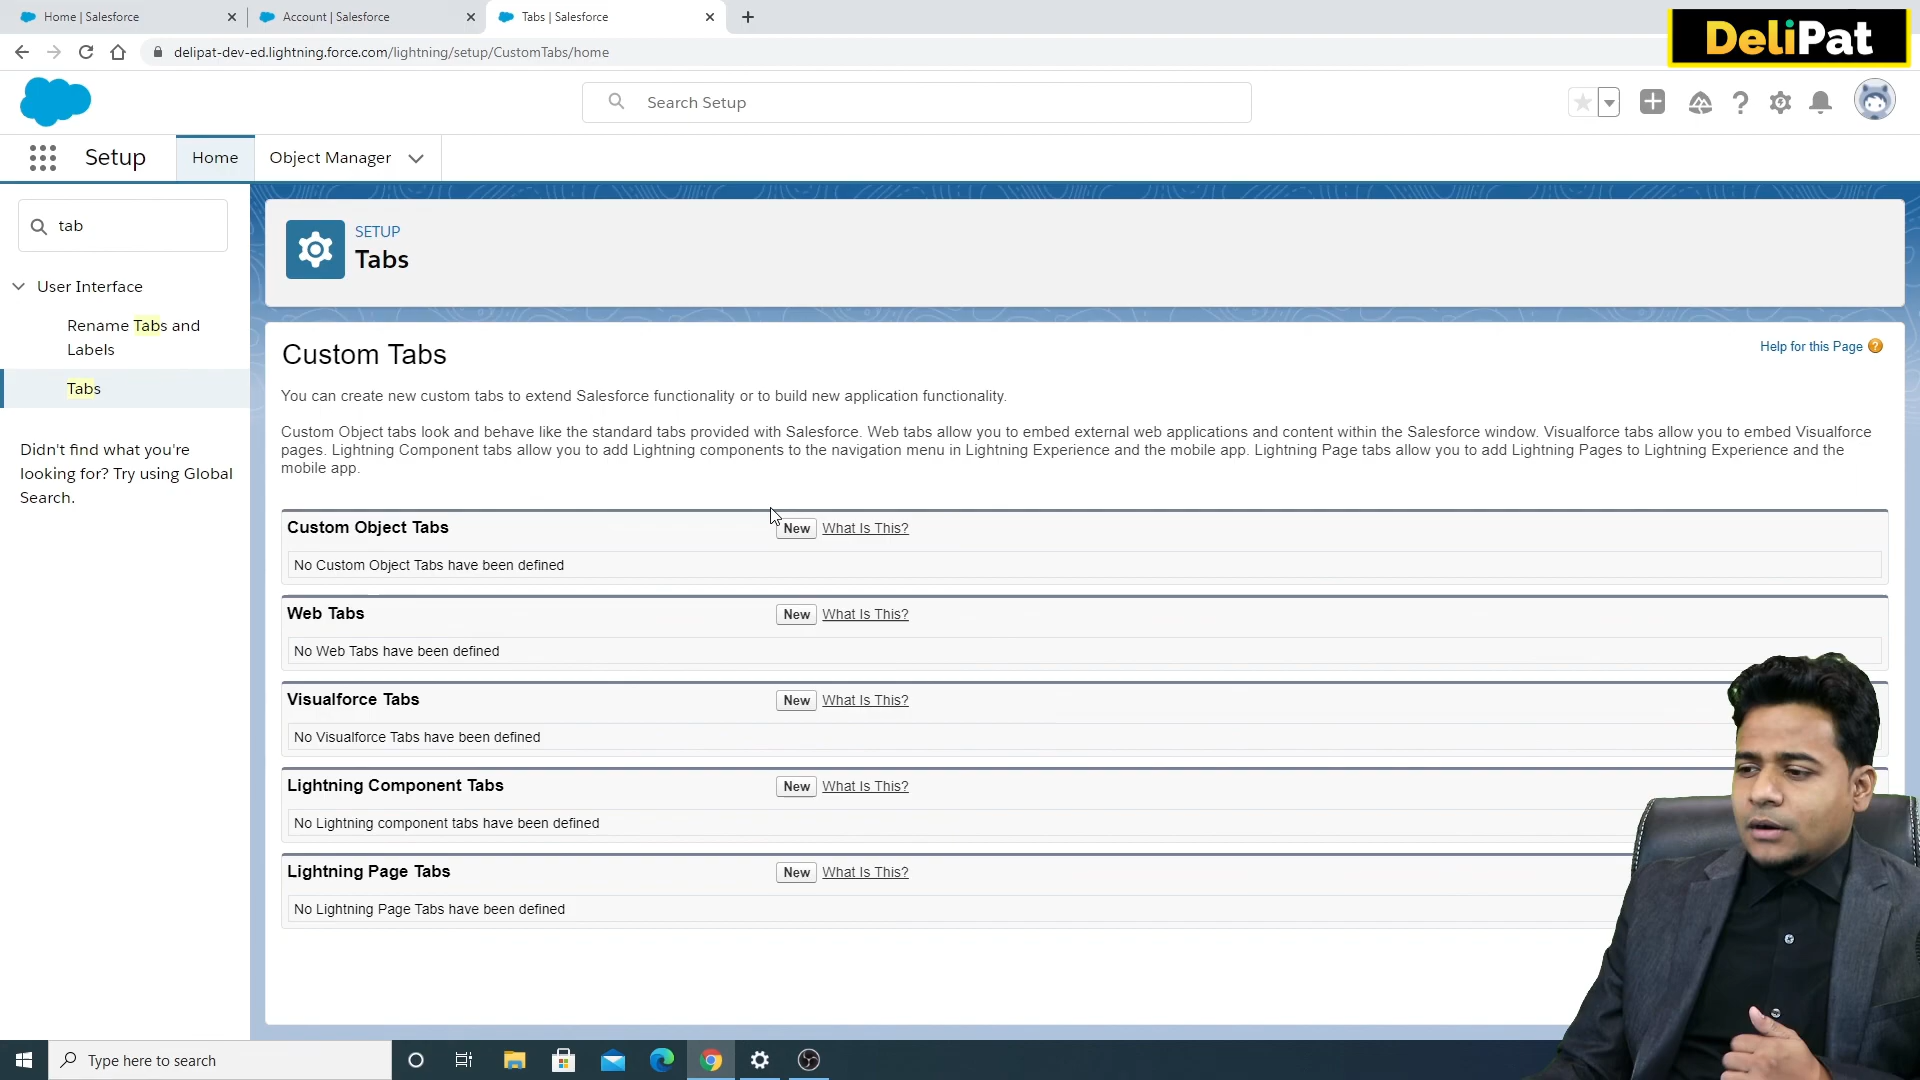 Home | Salesforce
Account | Salesforce
Tabs | Salesforce
delipat-dev-ed.lightning.force.com/lightning/setup/CustomTabs/home
DeliPat
Search Setup
Setup
Home
Object Manager
tab
User Interface
Rename Tabs and
Labels
Tabs
Didn't find what you're
looking for? Try using Global
Search.
SETUP
Tabs
Custom Tabs
Help for this Page
You can create new custom tabs to extend Salesforce functionality or to build new application functionality.
Custom Object tabs look and behave like the standard tabs provided with Salesforce. Web tabs allow you to embed external web applications and content within the Salesforce window. Visualforce tabs allow you to embed Visualforce
pages. Lightning Component tabs allow you to add Lightning components to the navigation menu in Lightning Experience and the mobile app. Lightning Page tabs allow you to add Lightning Pages to Lightning Experience and the
mobile app.
Custom Object Tabs New What Is This?
No Custom Object Tabs have been defined
Web Tabs New What Is This?
No Web Tabs have been defined
Visualforce Tabs New What Is This?
No Visualforce Tabs have been defined
Lightning Component Tabs New What Is This?
No Lightning component tabs have been defined
Lightning Page Tabs New What Is This?
No Lightning Page Tabs have been defined
Type here to search